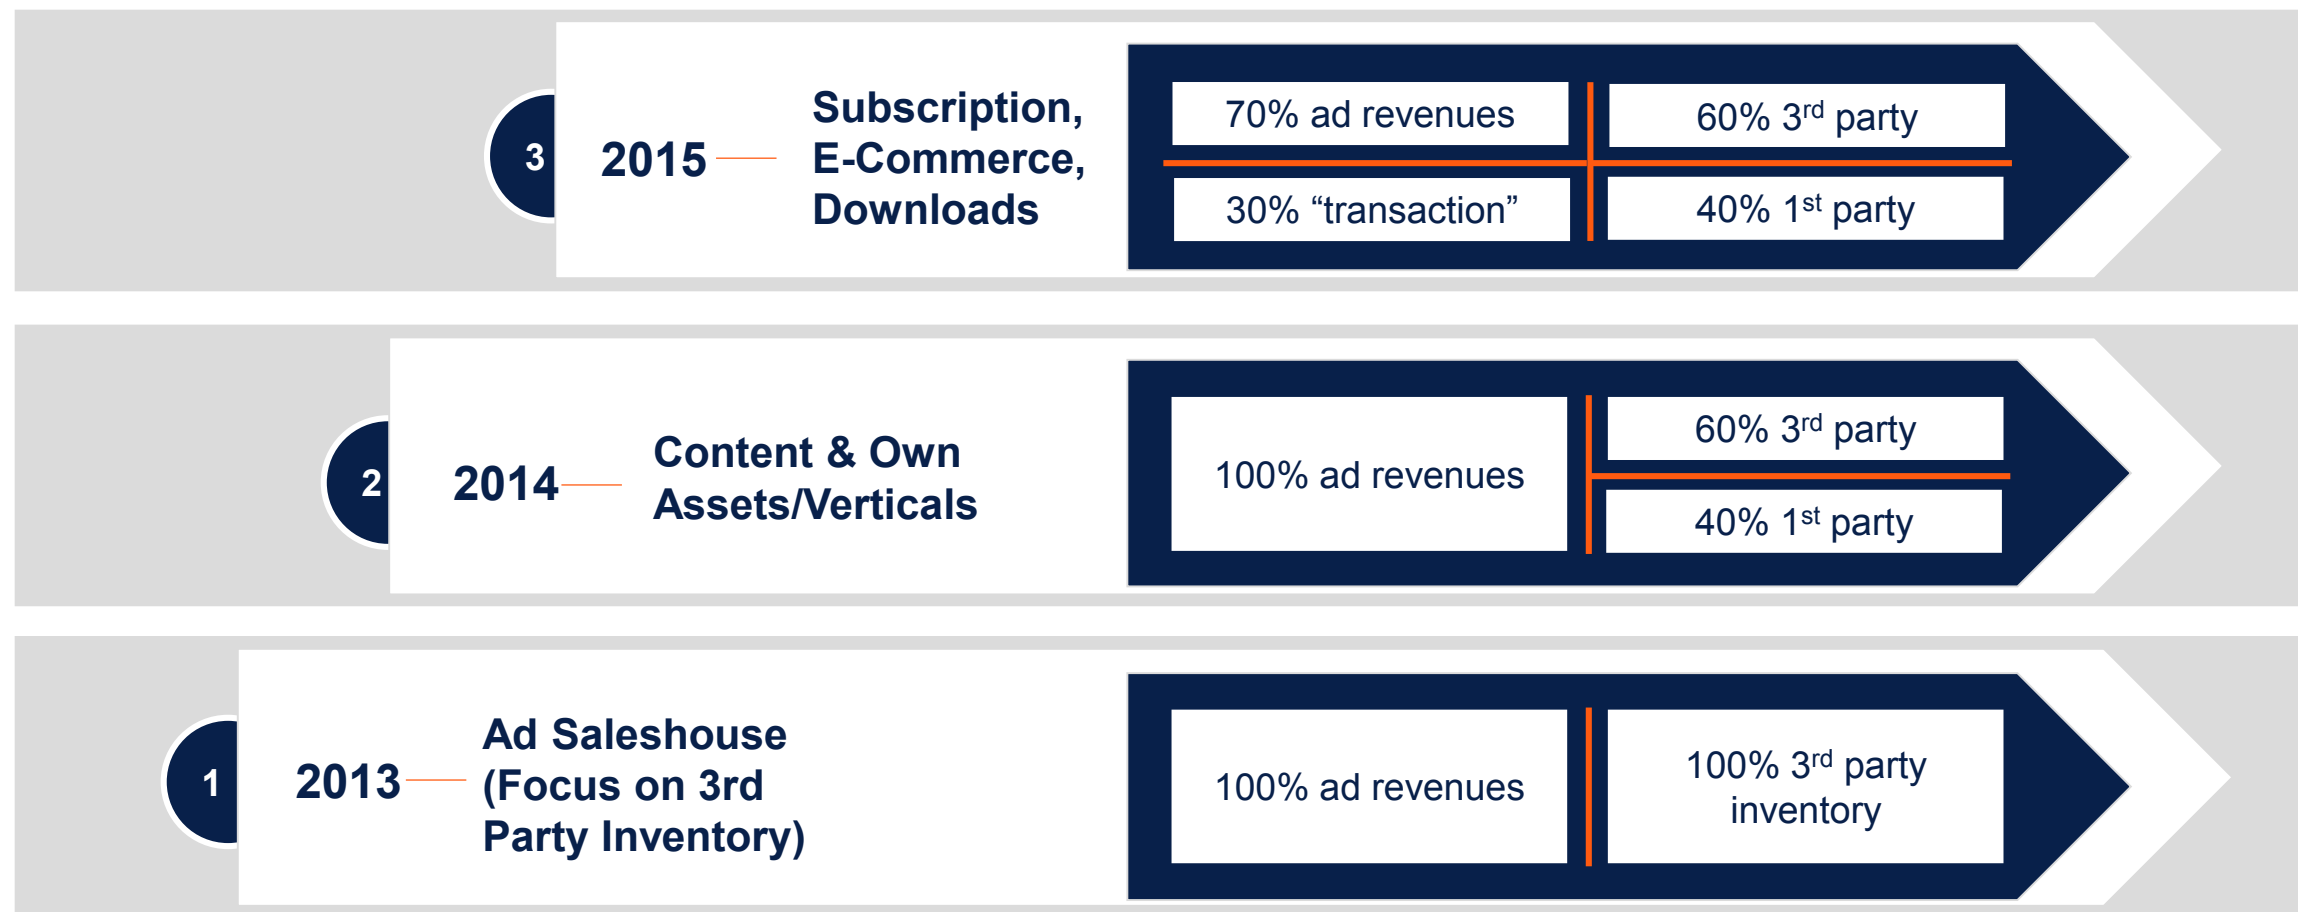 3
2015
Subscription,
E-Commerce,
Downloads
70% ad revenues
60% 3rd party
30% “transaction”
40% 1st party
2
2014
Content & Own
Assets/Verticals
100% ad revenues
60% 3rd party
40% 1st party
1
2013
Ad Saleshouse
(Focus on 3rd
Party Inventory)
100% ad revenues
100% 3rd party
inventory